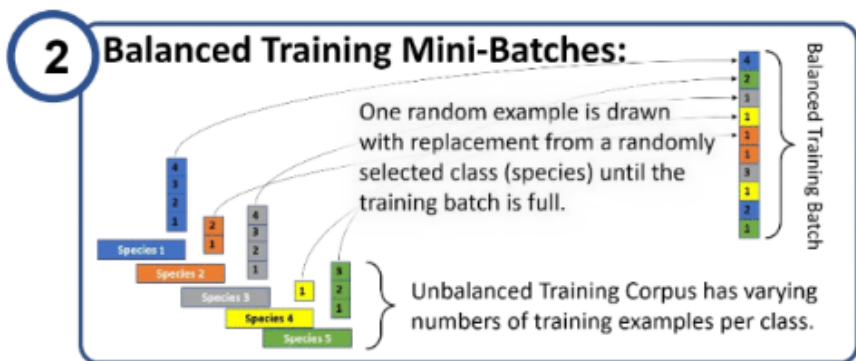 2
Balanced Training Mini-Batches:
One random example is drawn
with replacement from a randomly
selected class (species) until the
training batch is full.
4
3
2
1
Species 1
2
1
Species 2
4
3
2
1
Species 3
1
Species 4
3
2
1
Species 5
Unbalanced Training Corpus has varying
numbers of training examples per class.
4
2
1
1
1
1
3
1
2
1
Balanced Training Batch